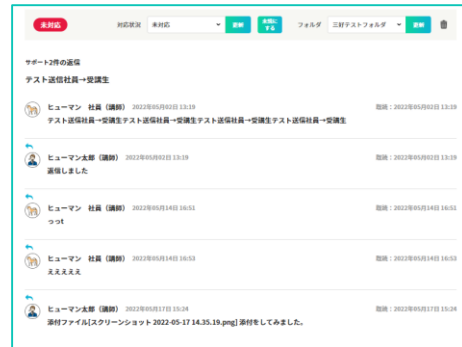 未対応 対応状況 未対応 更新 未読にする フォルダ 三好テストフォルダ 更新
サポート2件の返信
テスト送信社員→受講生
ヒューマン 社員（講師） 2022年05月02日 13:19 既読：2022年05月02日 13:19
テスト送信社員→受講生テスト送信社員→受講生テスト送信社員→受講生テスト送信社員→受講生
ヒューマン太郎（講師） 2022年05月02日 13:19 既読：2022年05月02日 13:19
返信しました
ヒューマン 社員（講師） 2022年05月14日 16:51 既読：2022年05月14日 16:51
っっt
ヒューマン 社員（講師） 2022年05月14日 16:53 既読：2022年05月14日 16:53
えええええ
ヒューマン太郎（講師） 2022年05月17日 15:24 既読：2022年05月17日 15:24
添付ファイル[スクリーンショット 2022-05-17 14.35.19.png] 添付をしてみました。